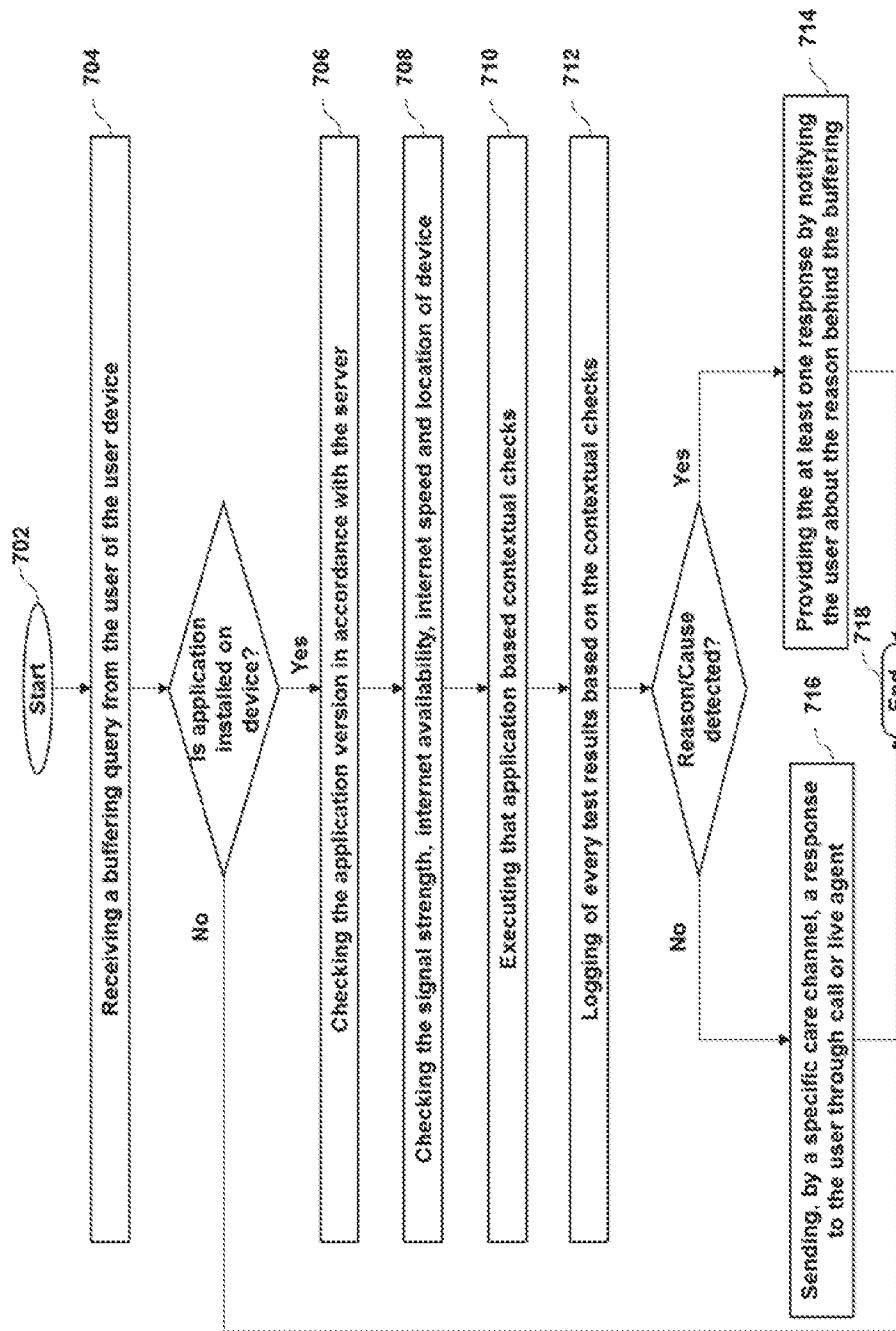 702
Start
704
Receiving a buffering query from the user of the user device
Is application
installed on
device?
No
Yes
706
Checking the application version in accordance with the server
708
Checking the signal strength, internet availability, internet speed and location of device
710
Executing that application based contextual checks
712
Logging of every test results based on the contextual checks
Reason/Cause
detected?
No
Yes
716
Sending, by a specific care channel, a response
to the user through call or live agent
714
Providing the at least one response by notifying
the user about the reason behind the buffering
718
End